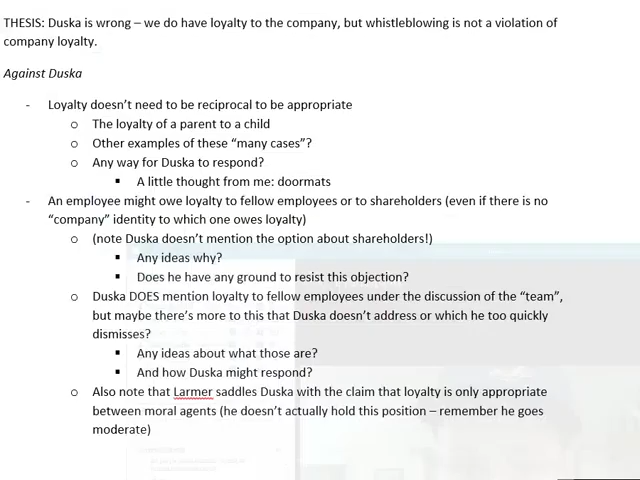 THESIS: Duska is wrong – we do have loyalty to the company, but whistleblowing is not a violation of
company loyalty.
Against Duska
- Loyalty doesn't need to be reciprocal to be appropriate
o The loyalty of a parent to a child
o Other examples of these "many cases"?
o Any way for Duska to respond?
▪ A little thought from me: doormats
- An employee might owe loyalty to fellow employees or to shareholders (even if there is no
"company" identity to which one owes loyalty)
o (note Duska doesn't mention the option about shareholders!)
▪ Any ideas why?
▪ Does he have any ground to resist this objection?
o Duska DOES mention loyalty to fellow employees under the discussion of the "team",
but maybe there's more to this that Duska doesn't address or which he too quickly
dismisses?
▪ Any ideas about what those are?
▪ And how Duska might respond?
o Also note that Larmer saddles Duska with the claim that loyalty is only appropriate
between moral agents (he doesn't actually hold this position – remember he goes
moderate)